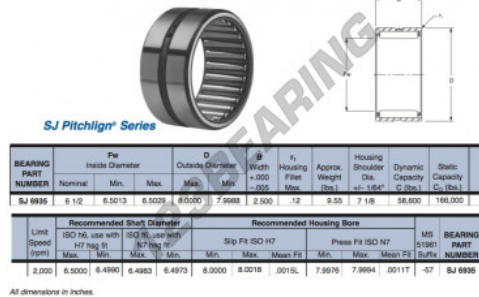 B
r₁
Fw
D
SJ Pitchlign® Series
123BEARING
BEARING PART NUMBER Fw Inside Diameter D Outside Diameter B Width +.000 -.005 r₁ Housing Fillet Max. Approx. Weight (lbs.) Housing Shoulder Dia. +/- 1/64" Dynamic Capacity C (lbs.) Static Capacity C₀ (lbs.)
Nominal Min. Max. Max. Min.
SJ 6935 6 1/2 6.5013 6.5029 8.0000 7.9988 2.500 .12 9.55 7 1/8 58,600 166,000
Limit Speed (rpm) Recommended Shaft Diameter Recommended Housing Bore MS 51961 Suffix BEARING PART NUMBER
ISO h6, use with H7 hsg fit ISO f6, use with N7 hsg fit Slip Fit ISO H7 Press Fit ISO N7
Max. Min. Max. Min. Min. Max. Mean Fit Min. Max. Mean Fit
2,000 6.5000 6.4990 6.4983 6.4973 8.0000 8.0018 .0015L 7.9976 7.9994 .0011T -57 SJ 6935
All dimensions in inches.